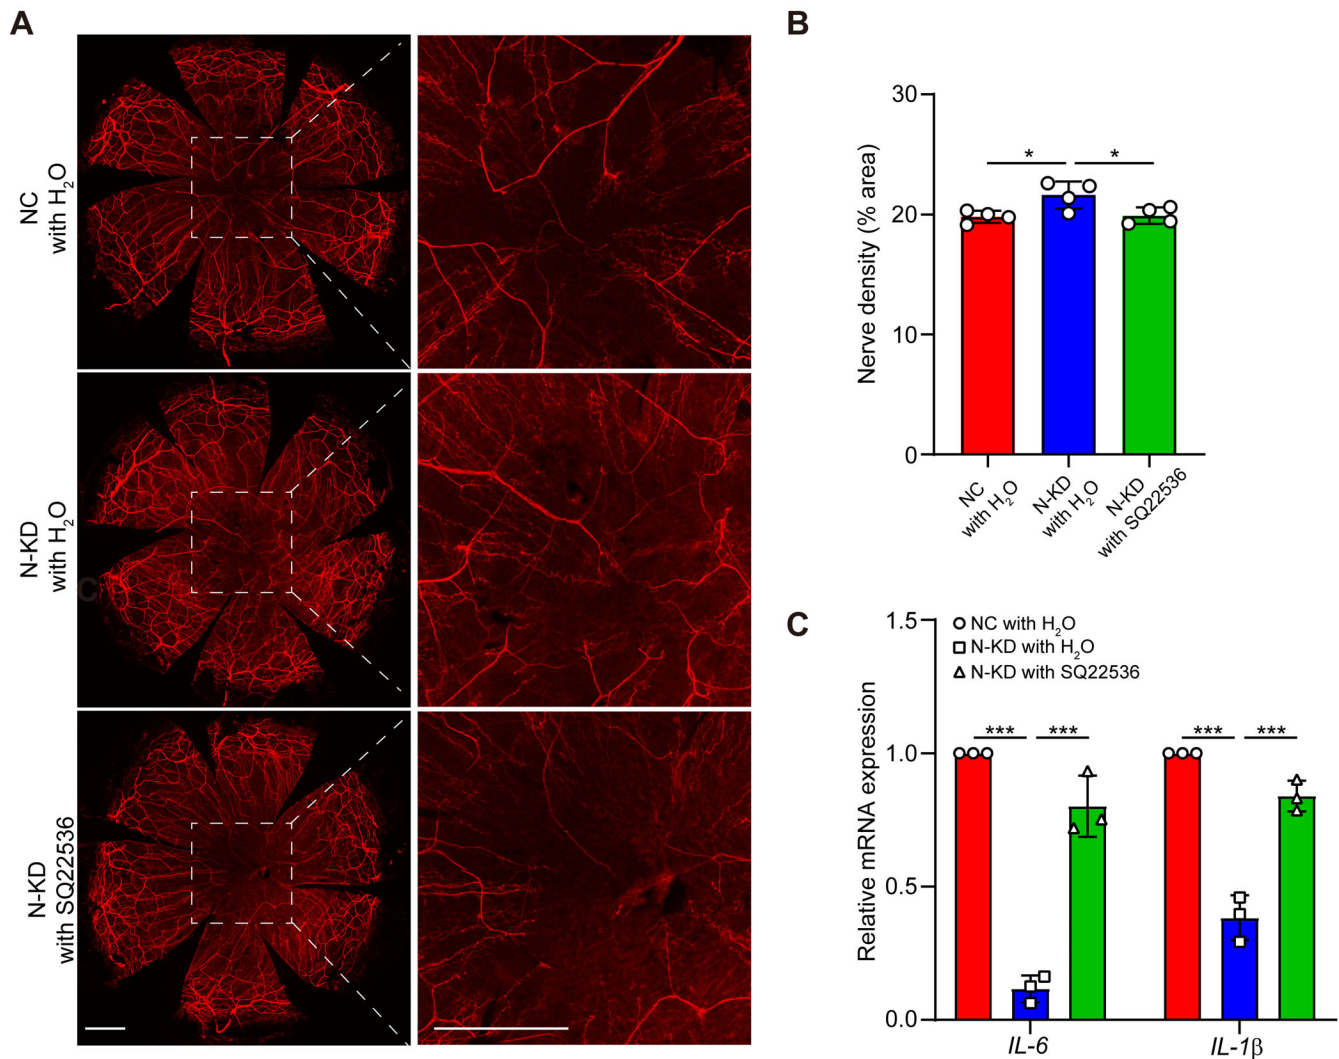 A
NC
with H₂O
N-KD
with H₂O
C
N-KD
with SQ22536
B
Nerve density (% area)
30
20
10
0
*
*
NC
with H₂O
N-KD
with H₂O
N-KD
with SQ22536
C
Relative mRNA expression
1.5
1.0
0.5
0.0
NC with H₂O
N-KD with H₂O
N-KD with SQ22536
***
***
***
***
IL-6
IL-1β